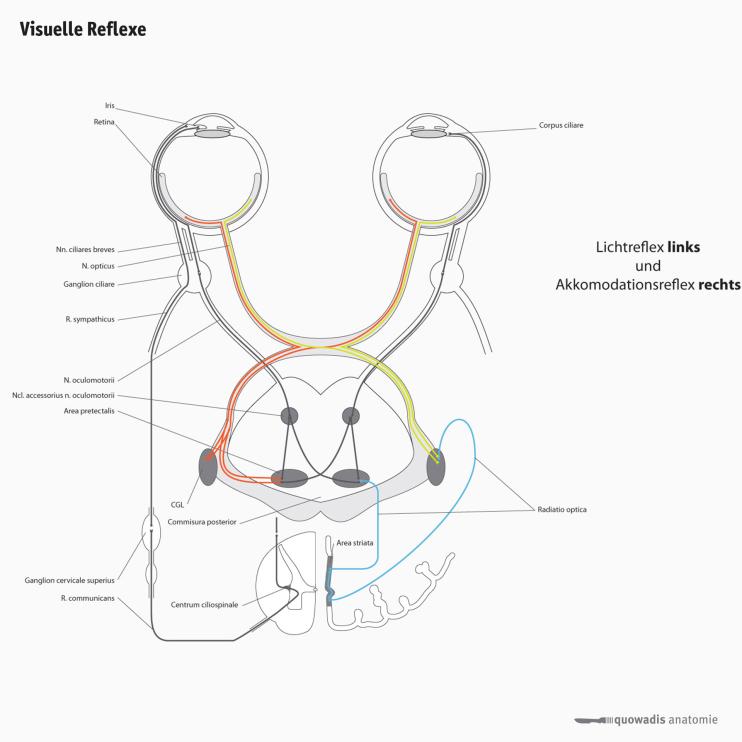 Visuelle Reflexe
Iris
Retina
Corpus ciliare
Nn. ciliares breves
N. opticus
Ganglion ciliare
R. sympathicus
Lichtreflex links
und
Akkomodationsreflex rechts
N. oculomotorii
Ncl. accessorius n. oculomotorii
Area pretectalis
CGL
Commisura posterior
Radiatio optica
Area striata
Ganglion cervicale superius
R. communicans
Centrum ciliospinale
quowadis anatomie